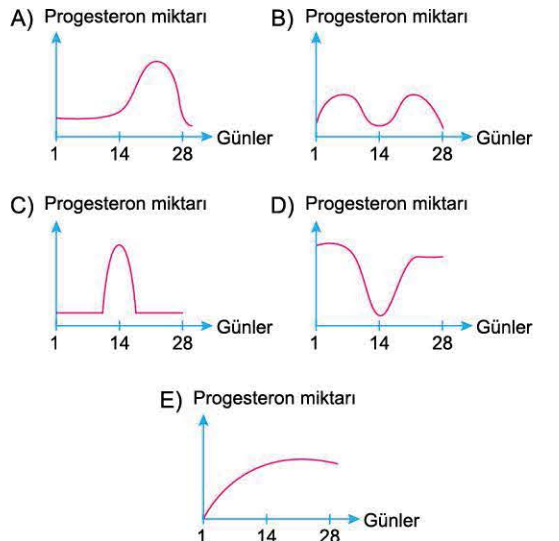 A) Progesteron miktarı
Günler
1 14 28
B) Progesteron miktarı
Günler
1 14 28
C) Progesteron miktarı
Günler
1 14 28
D) Progesteron miktarı
Günler
1 14 28
E) Progesteron miktarı
Günler
1 14 28